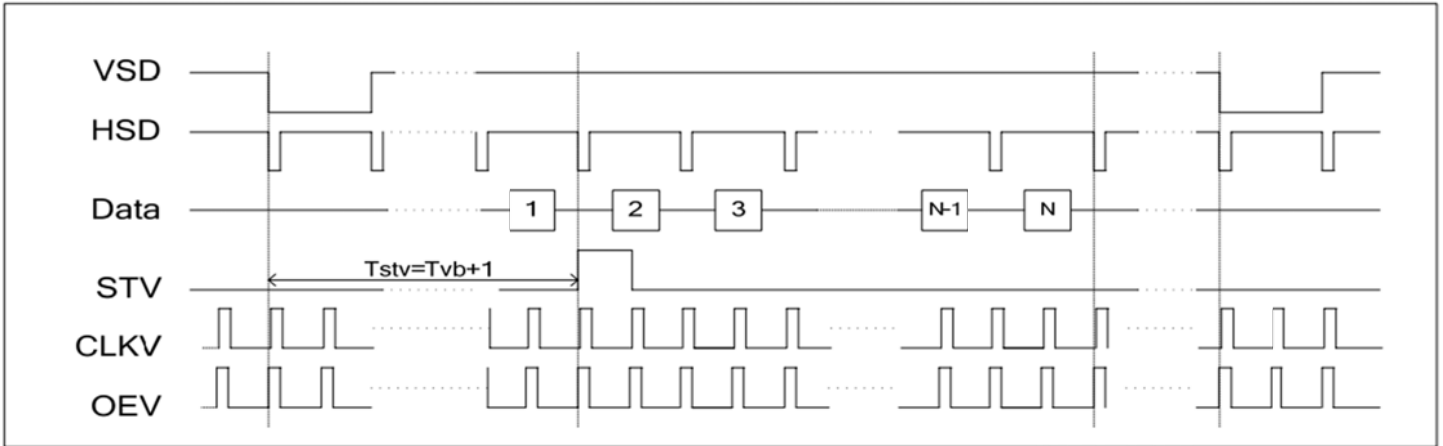 VSD
HSD
Data 1 2 3 N-1 N
Tstv=Tvb+1
STV
CLKV
OEV